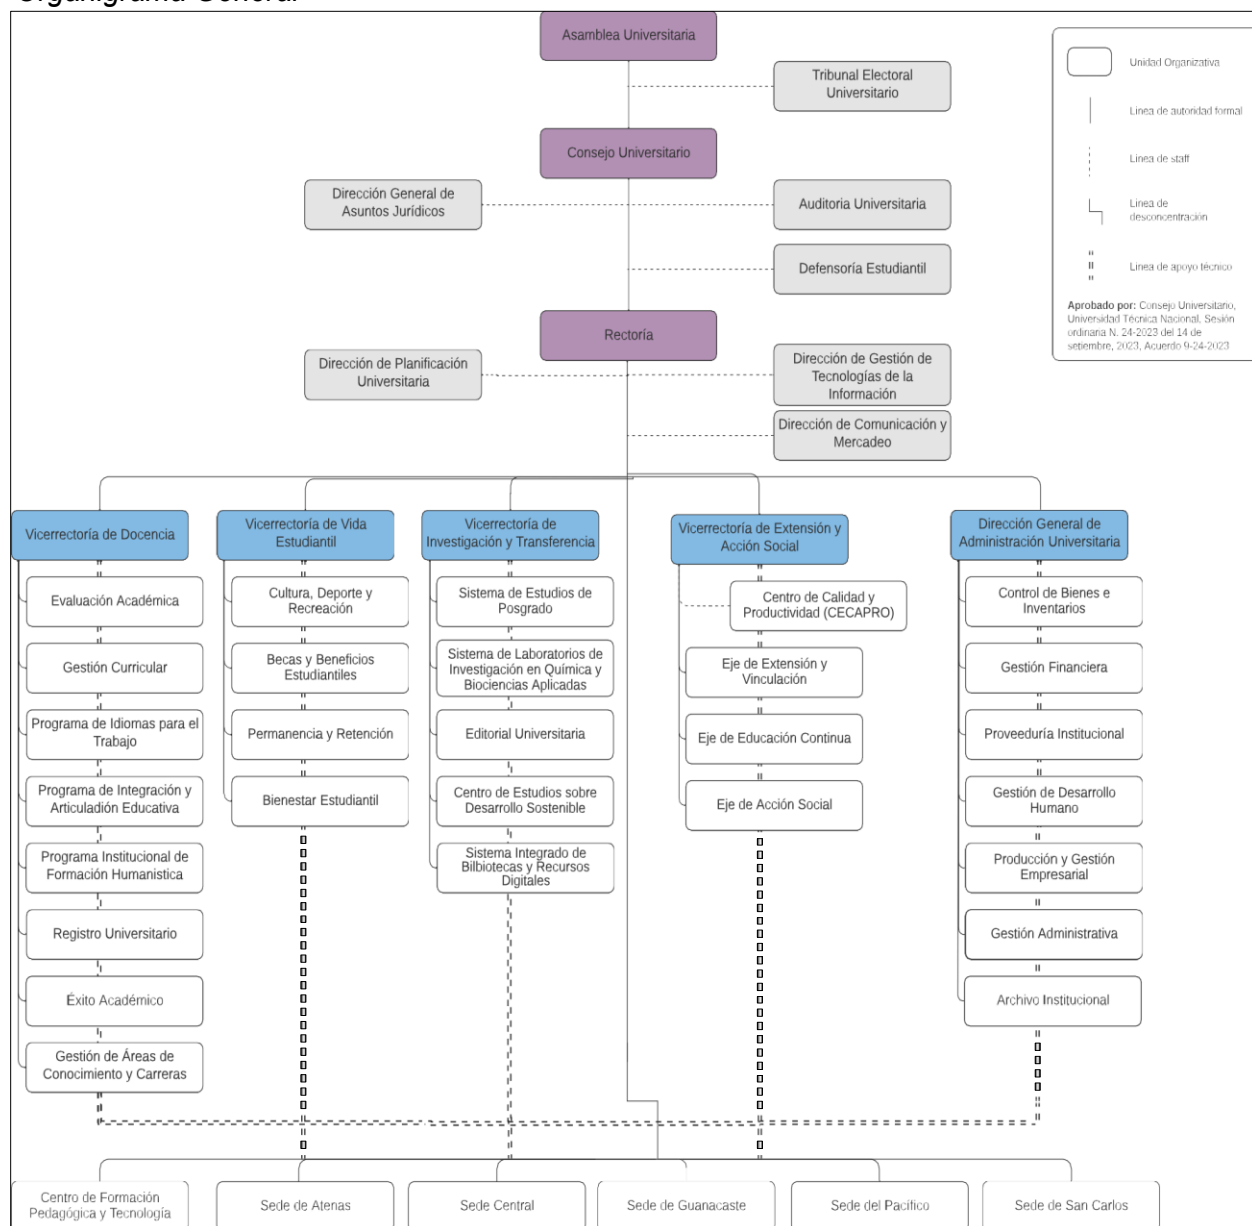 Organigrama General
Asamblea Universitaria
Tribunal Electoral
Universitario
Consejo Universitario
Dirección General de
Asuntos Jurídicos
Auditoria Universitaria
Defensoría Estudiantil
Rectoría
Dirección de Planificación
Universitaria
Dirección de Gestión de
Tecnologías de la
Información
Dirección de Comunicación y
Mercadeo
Unidad Organizativa
Linea de autoridad formal
Linea de staff
Linea de
desconcentración
Linea de apoyo técnico
Aprobado por: Consejo Universitario,
Universidad Técnica Nacional, Sesión
ordinaria N. 24-2023 del 14 de
setiembre, 2023, Acuerdo 9-24-2023
Vicerrectoría de Docencia
Evaluación Académica
Gestión Curricular
Programa de Idiomas para el
Trabajo
Programa de Integración y
Articuladión Educativa
Programa Institucional de
Formación Humanistica
Registro Universitario
Éxito Académico
Gestión de Áreas de
Conocimiento y Carreras
Vicerrectoría de Vida
Estudiantil
Cultura, Deporte y
Recreación
Becas y Beneficios
Estudiantiles
Permanencia y Retención
Bienestar Estudiantil
Vicerrectoría de
Investigación y Transferencia
Sistema de Estudios de
Posgrado
Sistema de Laboratorios de
Investigación en Química y
Biociencias Aplicadas
Editorial Universitaria
Centro de Estudios sobre
Desarrollo Sostenible
Sistema Integrado de
Bilbiotecas y Recursos
Digitales
Vicerrectoría de Extensión y
Acción Social
Centro de Calidad y
Productividad (CECAPRO)
Eje de Extensión y
Vinculación
Eje de Educación Continua
Eje de Acción Social
Dirección General de
Administración Universitaria
Control de Bienes e
Inventarios
Gestión Financiera
Proveeduría Institucional
Gestión de Desarrollo
Humano
Producción y Gestión
Empresarial
Gestión Administrativa
Archivo Institucional
Centro de Formación
Pedagógica y Tecnología
Sede de Atenas
Sede Central
Sede de Guanacaste
Sede del Pacífico
Sede de San Carlos